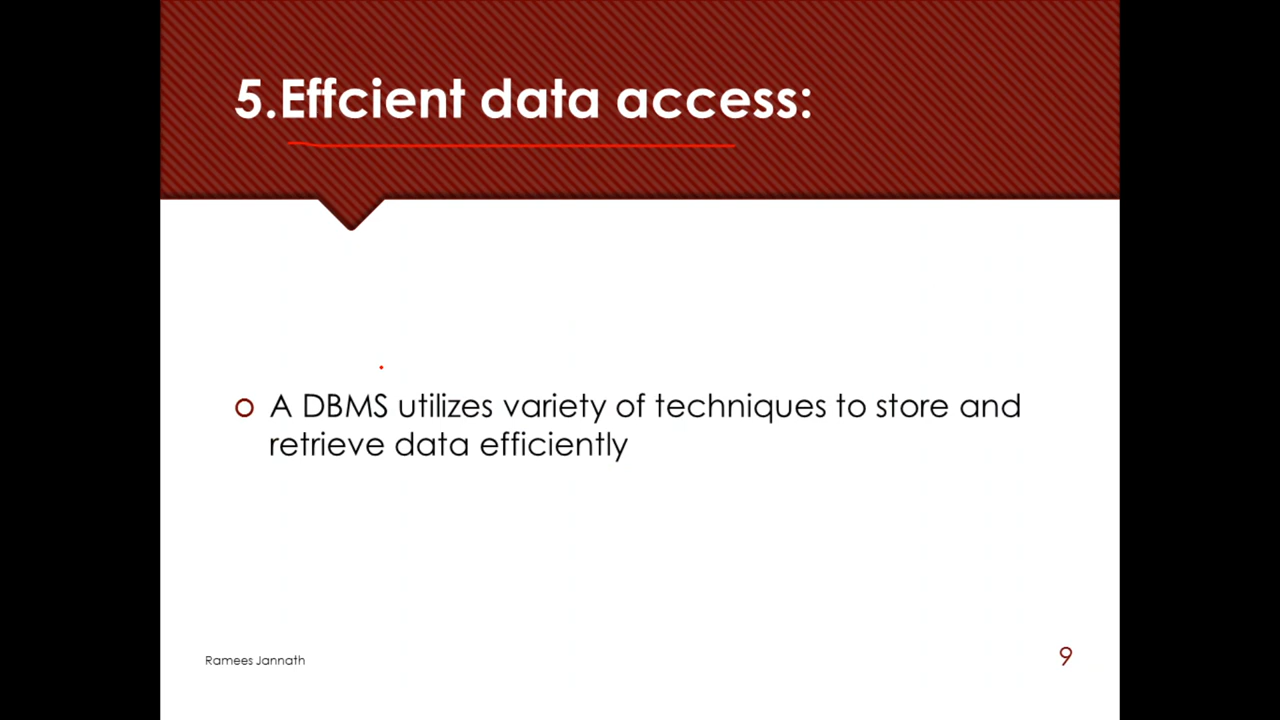 5.Effcient data access:
o A DBMS utilizes variety of techniques to store and
retrieve data efficiently
Ramees Jannath
9